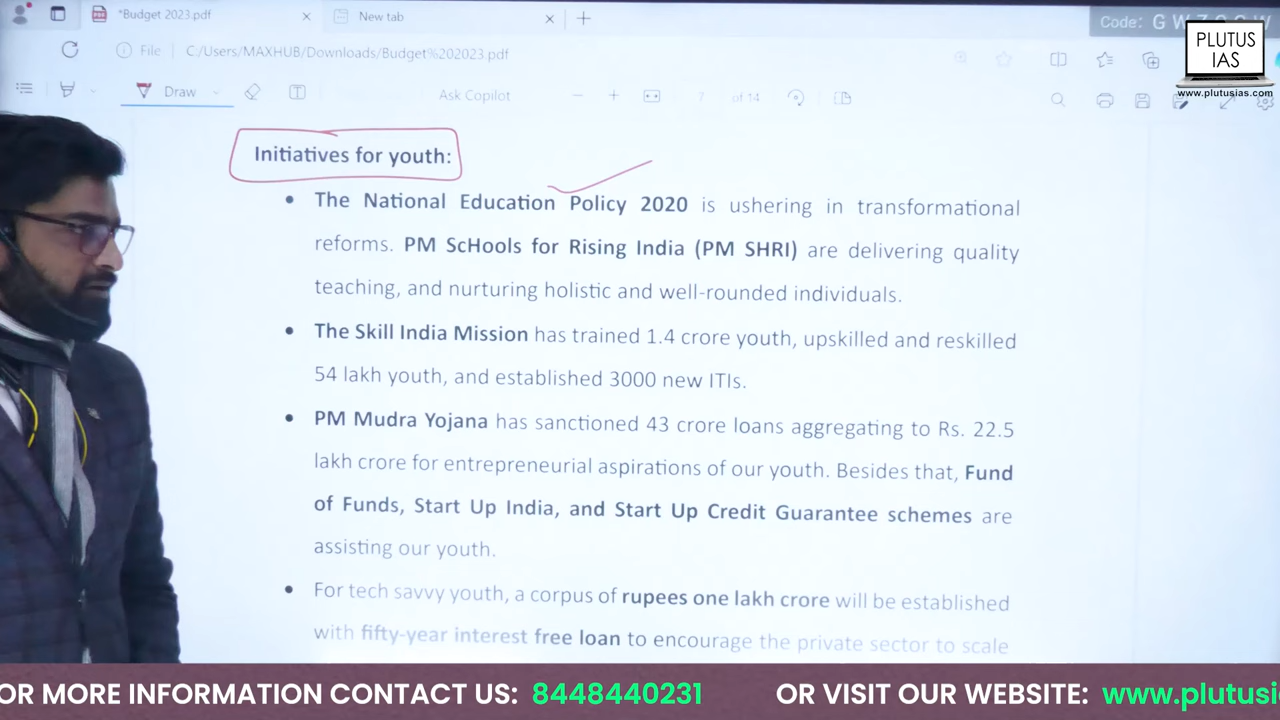 *Budget 2023.pdf
New tab
Code: G W
PLUTUS
IAS
www.plutusias.com
File
C:/Users/MAXHUB/Downloads/Budget%202023.pdf
Draw
Ask Copilot
7 of 14
Initiatives for youth:
The National Education Policy 2020 is ushering in transformational
reforms. PM ScHools for Rising India (PM SHRI) are delivering quality
teaching, and nurturing holistic and well-rounded individuals.
The Skill India Mission has trained 1.4 crore youth, upskilled and reskilled
54 lakh youth, and established 3000 new ITIs.
PM Mudra Yojana has sanctioned 43 crore loans aggregating to Rs. 22.5
lakh crore for entrepreneurial aspirations of our youth. Besides that, Fund
of Funds, Start Up India, and Start Up Credit Guarantee schemes are
assisting our youth.
For tech savvy youth, a corpus of rupees one lakh crore will be established
with fifty-year interest free loan to encourage the private sector to scale
OR MORE INFORMATION CONTACT US: 8448440231 OR VISIT OUR WEBSITE: www.plutusi